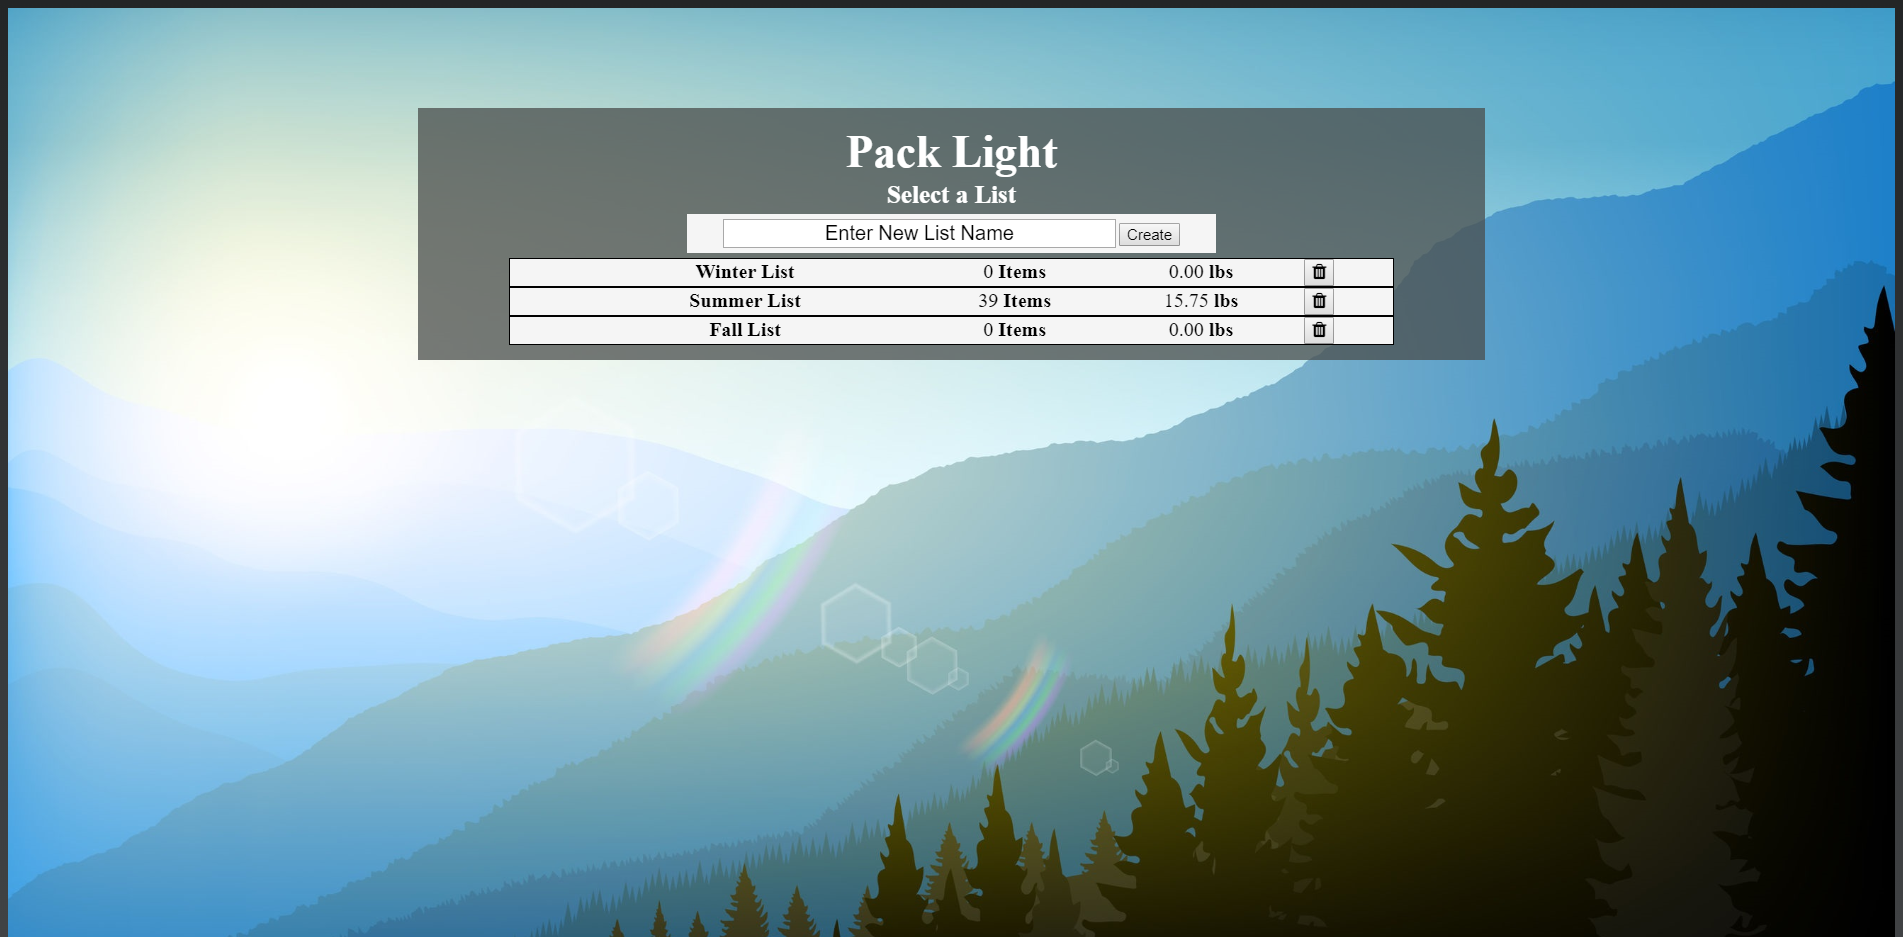 Pack Light
Select a List
Enter New List Name Create
Winter List 0 Items 0.00 lbs
Summer List 39 Items 15.75 lbs
Fall List 0 Items 0.00 lbs